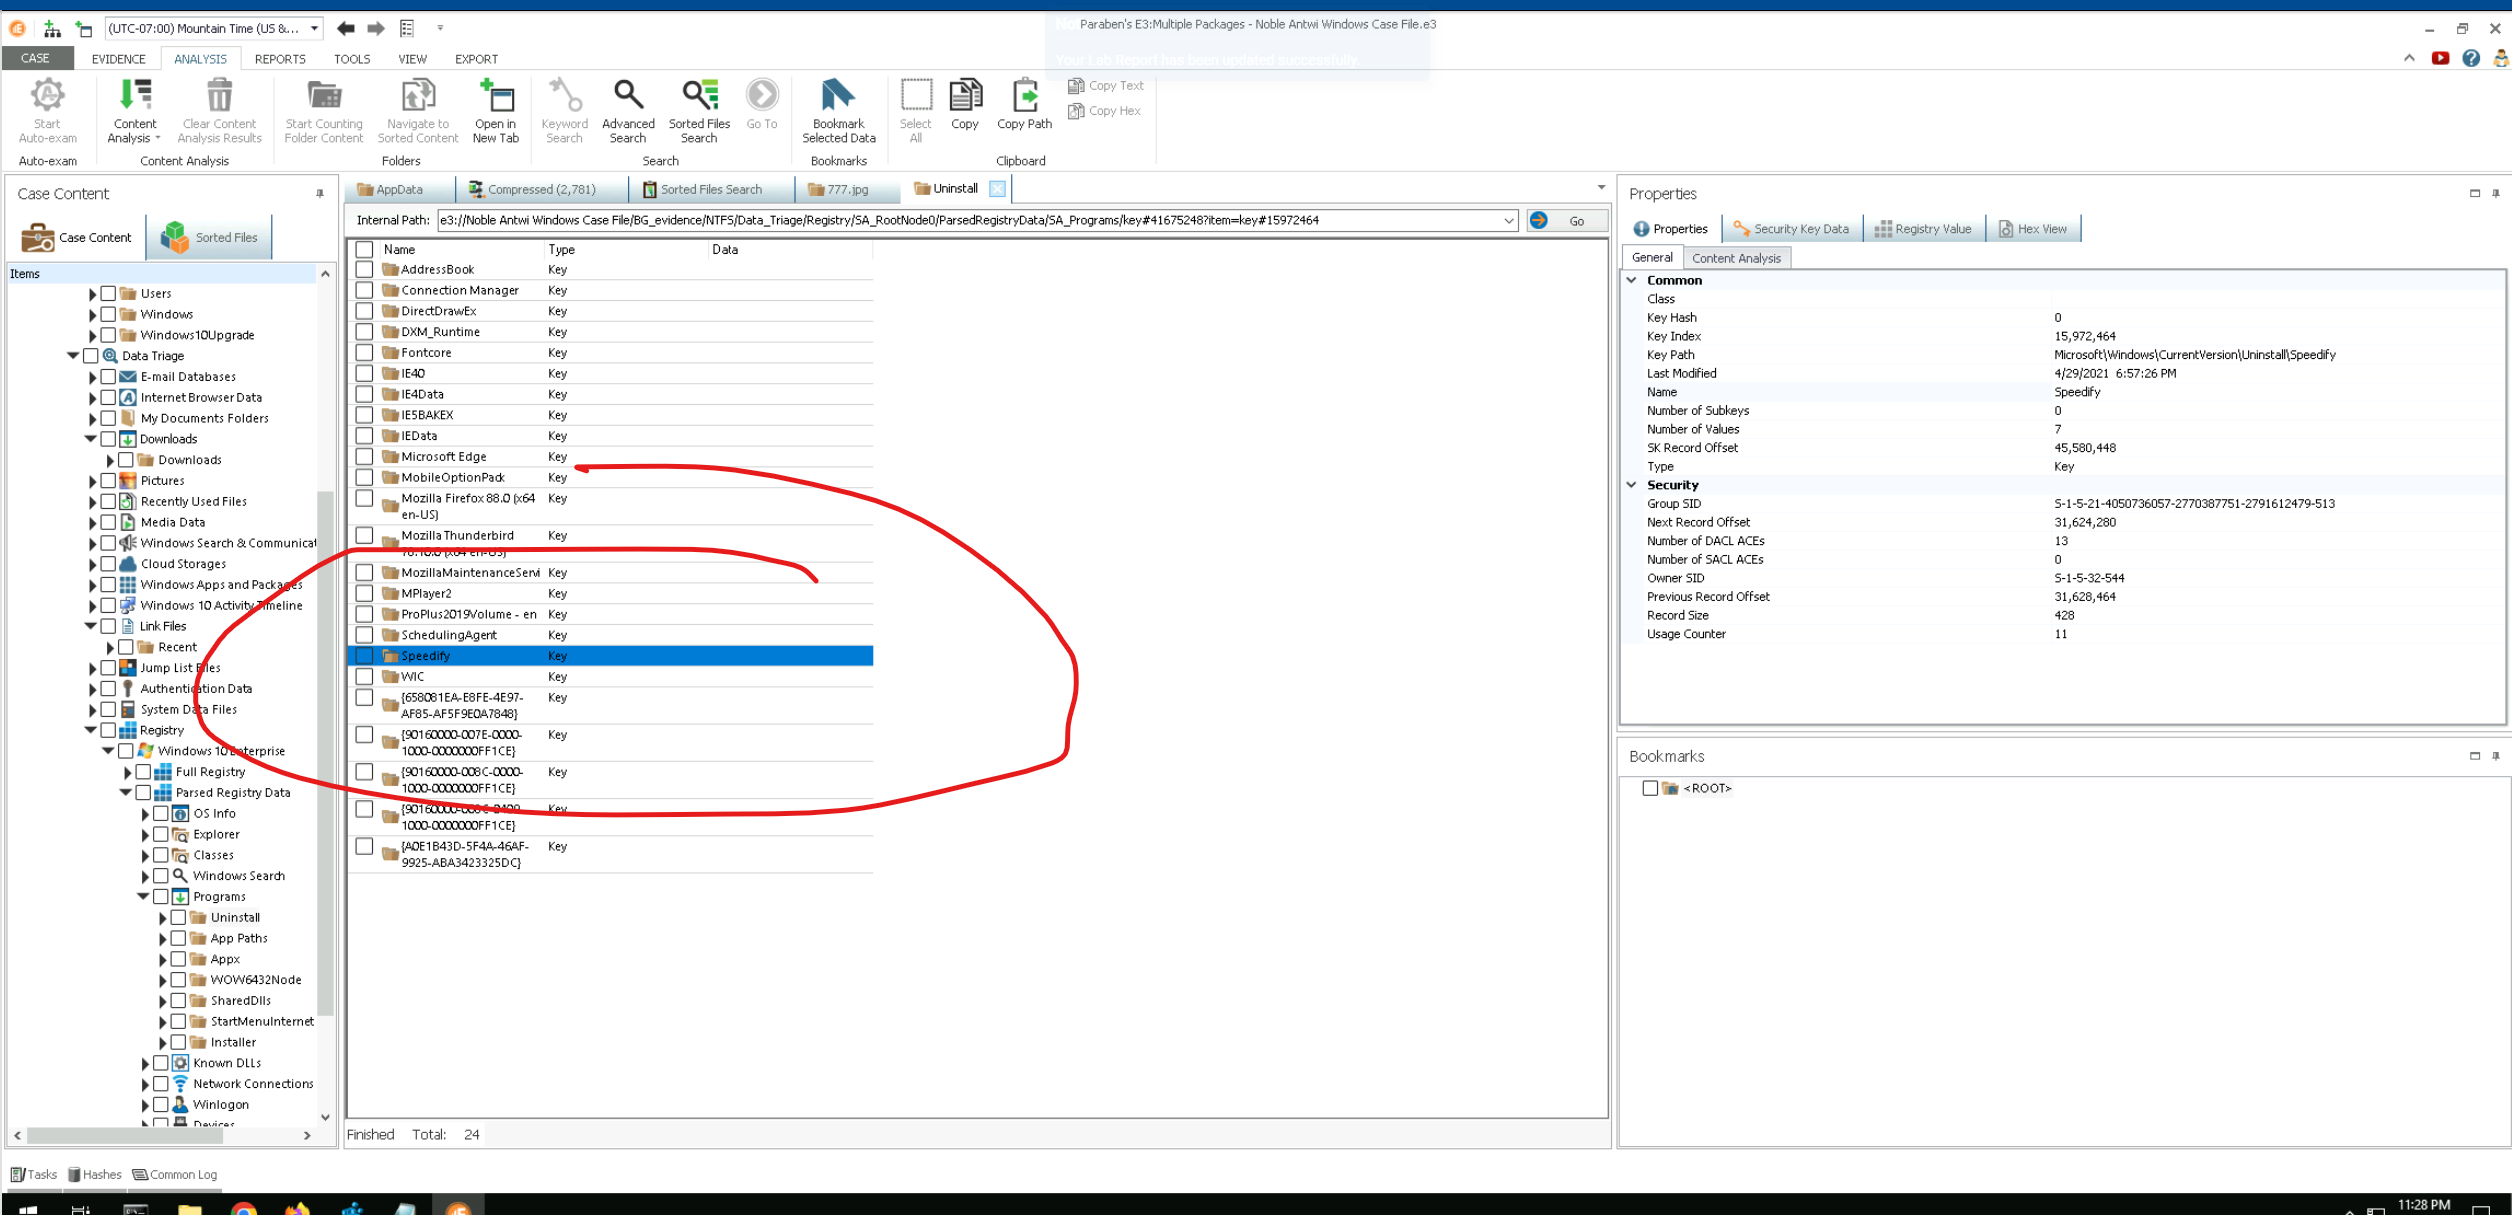 (UTC-07:00) Mountain Time (US &...
Paraben's E3:Multiple Packages - Noble Antwi Windows Case File.e3
Your Lab Report has been updated successfully.
CASE EVIDENCE ANALYSIS REPORTS TOOLS VIEW EXPORT
Start Auto-exam
Auto-exam
Content Analysis
Clear Content Analysis Results
Content Analysis
Start Counting Folder Content
Navigate to Sorted Content
Open in New Tab
Folders
Keyword Search
Advanced Search
Sorted Files Search
Go To
Search
Bookmark Selected Data
Bookmarks
Select All
Copy
Copy Path
Copy Text
Copy Hex
Clipboard
Case Content
Case Content Sorted Files
Items
Users
Windows
Windows10Upgrade
Data Triage
E-mail Databases
Internet Browser Data
My Documents Folders
Downloads
Downloads
Pictures
Recently Used Files
Media Data
Windows Search & Communicat
Cloud Storages
Windows Apps and Packages
Windows 10 Activity Timeline
Link Files
Recent
Jump List Files
Authentication Data
System Data Files
Registry
Windows 10 Enterprise
Full Registry
Parsed Registry Data
OS Info
Explorer
Classes
Windows Search
Programs
Uninstall
App Paths
Appx
WOW6432Node
SharedDlls
StartMenuInternet
Installer
Known DLLs
Network Connections
Winlogon
Devices
AppData Compressed (2,781) Sorted Files Search 777.jpg Uninstall
Internal Path: e3://Noble Antwi Windows Case File/BG_evidence/NTFS/Data_Triage/Registry/SA_RootNode0/ParsedRegistryData/SA_Programs/key#41675248?item=key#15972464 Go
Name Type Data
AddressBook Key
Connection Manager Key
DirectDrawEx Key
DXM_Runtime Key
Fontcore Key
IE40 Key
IE4Data Key
IE5BAKEX Key
IEData Key
Microsoft Edge Key
MobileOptionPack Key
Mozilla Firefox 88.0 (x64 Key
en-US)
Mozilla Thunderbird Key
78.10.0 (x64 en-US)
MozillaMaintenanceServi Key
MPlayer2 Key
ProPlus2019Volume - en Key
SchedulingAgent Key
Speedify Key
WIC Key
{658081EA-E8FE-4E97- Key
AF85-AF5F9E0A7848}
{90160000-007E-0000- Key
1000-0000000FF1CE}
{90160000-008C-0000- Key
1000-0000000FF1CE}
{90160000-008C-0409- Key
1000-0000000FF1CE}
{A0E1B43D-5F4A-46AF- Key
9925-ABA3423325DC}
Finished Total: 24
Properties
Properties Security Key Data Registry Value Hex View
General Content Analysis
Common
Class
Key Hash 0
Key Index 15,972,464
Key Path Microsoft\Windows\CurrentVersion\Uninstall\Speedify
Last Modified 4/29/2021 6:57:26 PM
Name Speedify
Number of Subkeys 0
Number of Values 7
SK Record Offset 45,580,448
Type Key
Security
Group SID S-1-5-21-4050736057-2770387751-2791612479-513
Next Record Offset 31,624,280
Number of DACL ACEs 13
Number of SACL ACEs 0
Owner SID S-1-5-32-544
Previous Record Offset 31,628,464
Record Size 428
Usage Counter 11
Bookmarks
<ROOT>
Tasks Hashes Common Log
11:28 PM